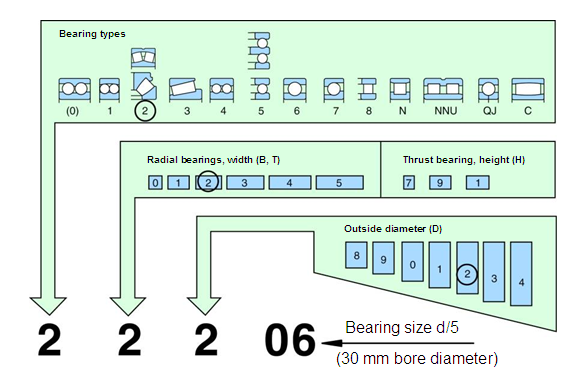 Bearing types
(0) 1 2 3 4 5 6 7 8 N NNU QJ C
Radial bearings, width (B, T)
Thrust bearing, height (H)
0 1 2 3 4 5
7 9 1
Outside diameter (D)
8 9 0 1 2 3 4
2 2 2 06
Bearing size d/5
(30 mm bore diameter)